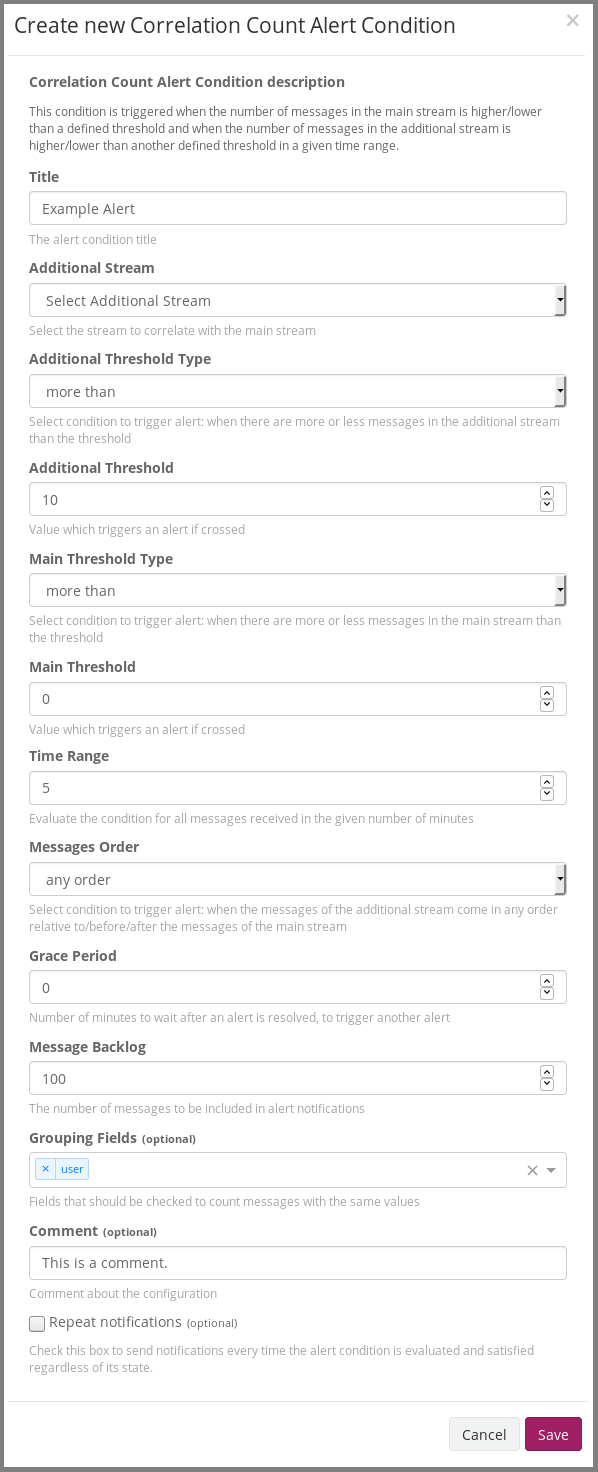 Create new Correlation Count Alert Condition ×
Correlation Count Alert Condition description
This condition is triggered when the number of messages in the main stream is higher/lower
than a defined threshold and when the number of messages in the additional stream is
higher/lower than another defined threshold in a given time range.
Title
Example Alert
The alert condition title
Additional Stream
Select Additional Stream
Select the stream to correlate with the main stream
Additional Threshold Type
more than
Select condition to trigger alert: when there are more or less messages in the additional stream
than the threshold
Additional Threshold
10
Value which triggers an alert if crossed
Main Threshold Type
more than
Select condition to trigger alert: when there are more or less messages in the main stream than
the threshold
Main Threshold
0
Value which triggers an alert if crossed
Time Range
5
Evaluate the condition for all messages received in the given number of minutes
Messages Order
any order
Select condition to trigger alert: when the messages of the additional stream come in any order
relative to/before/after the messages of the main stream
Grace Period
0
Number of minutes to wait after an alert is resolved, to trigger another alert
Message Backlog
100
The number of messages to be included in alert notifications
Grouping Fields (optional)
× user ×
Fields that should be checked to count messages with the same values
Comment (optional)
This is a comment.
Comment about the configuration
Repeat notifications (optional)
Check this box to send notifications every time the alert condition is evaluated and satisfied
regardless of its state.
Cancel Save